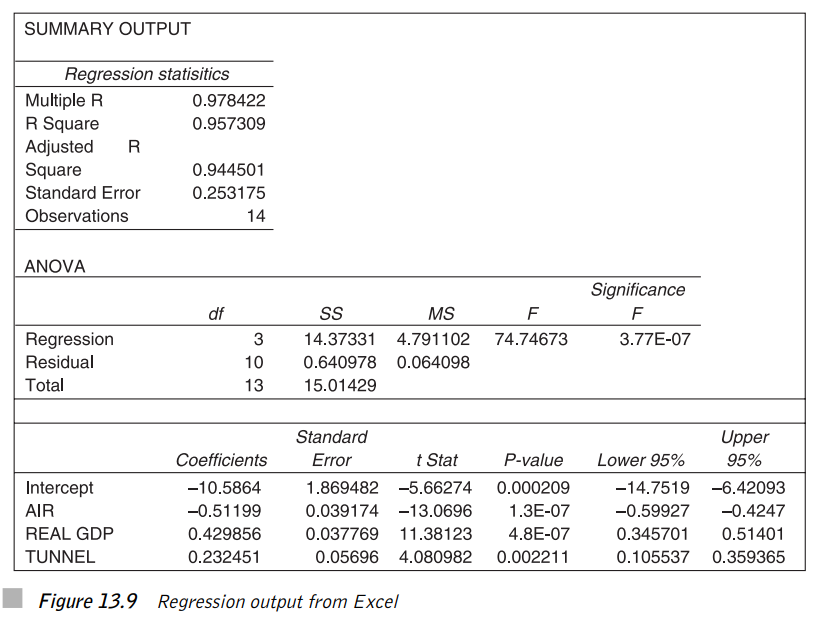 SUMMARY OUTPUT
Regression statisitics
Multiple R 0.978422
R Square 0.957309
Adjusted R
Square 0.944501
Standard Error 0.253175
Observations 14
ANOVA
Significance
df SS MS F F
Regression 3 14.37331 4.791102 74.74673 3.77E-07
Residual 10 0.640978 0.064098
Total 13 15.01429
Standard Upper
Coefficients Error t Stat P-value Lower 95% 95%
Intercept –10.5864 1.869482 –5.66274 0.000209 –14.7519 –6.42093
AIR –0.51199 0.039174 –13.0696 1.3E-07 –0.59927 –0.4247
REAL GDP 0.429856 0.037769 11.38123 4.8E-07 0.345701 0.51401
TUNNEL 0.232451 0.05696 4.080982 0.002211 0.105537 0.359365
Figure 13.9 Regression output from Excel